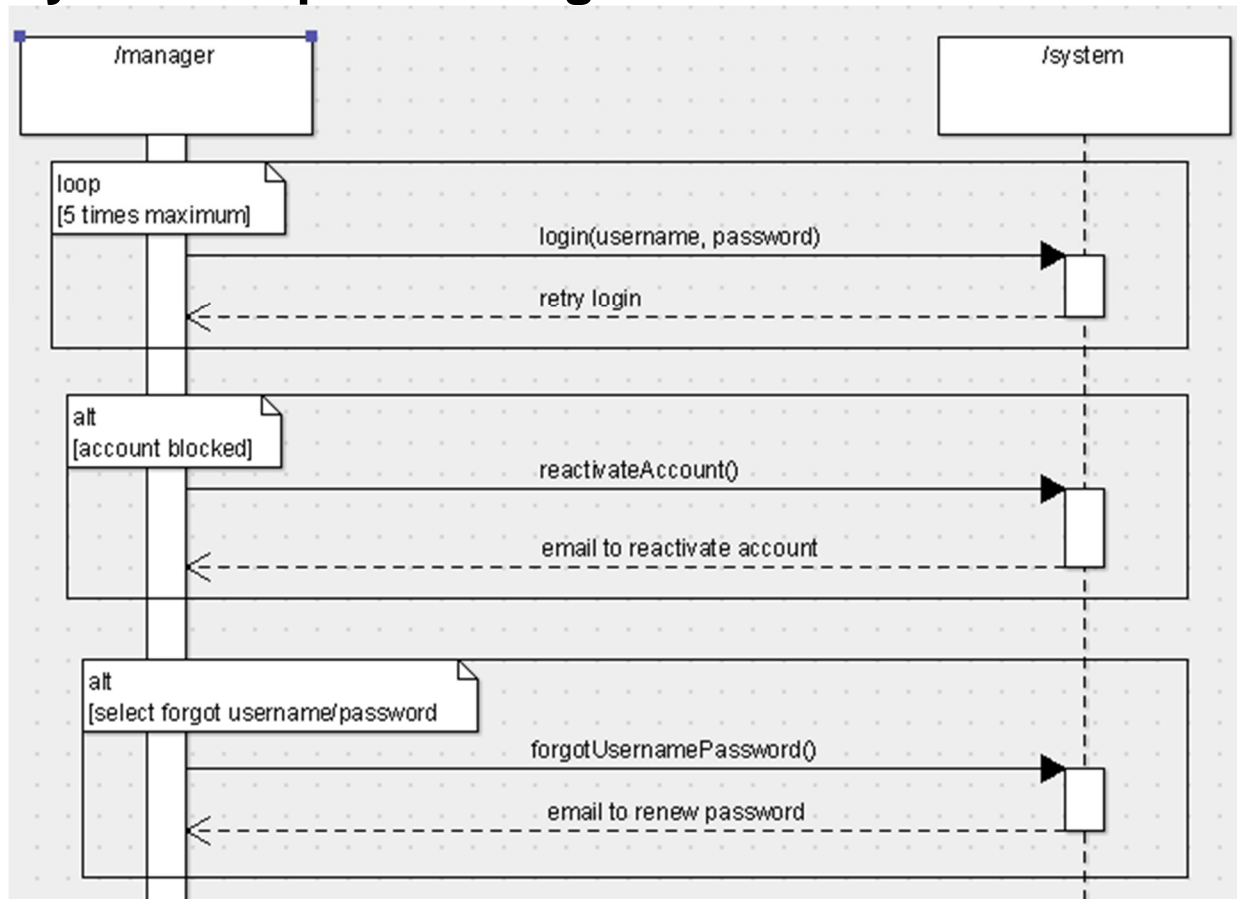 /manager
/system
loop
[5 times maximum]
login(username, password)
retry login
alt
[account blocked]
reactivateAccount()
email to reactivate account
alt
[select forgot username/password
forgotUsernamePassword()
email to renew password